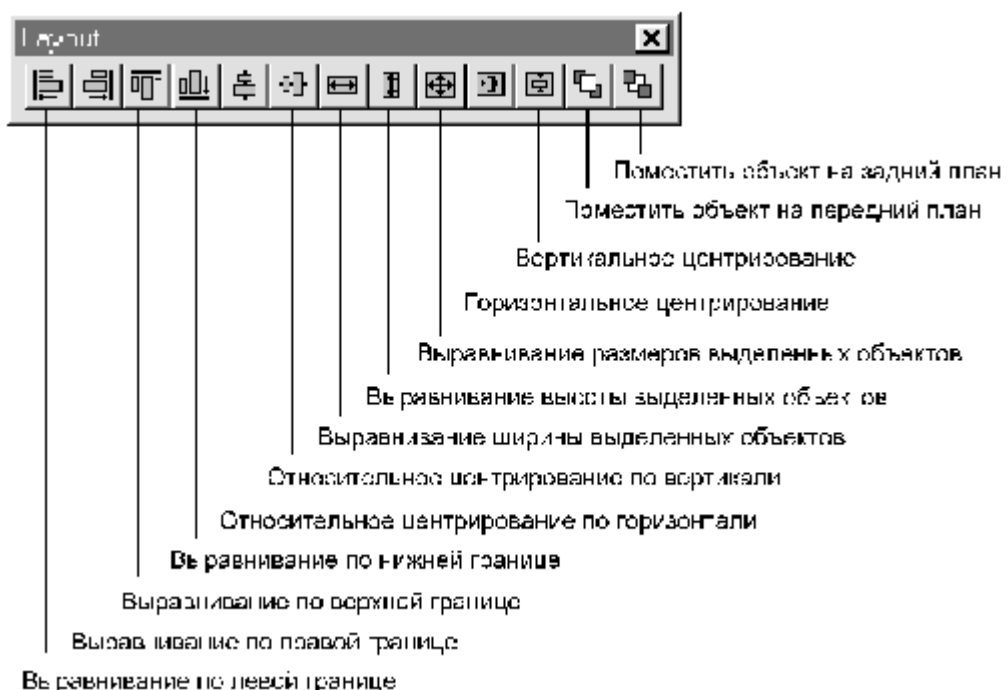 Layout
Поместить объект на задний план
Поместить объект на передний план
Вертикальное центрирование
Горизонтальное центрирование
Выравнивание размеров выделенных объектов
Выравнивание высоты выделенных объектов
Выравнивание ширины выделенных объектов
Относительное центрирование по вертикали
Относительное центрирование по горизонтали
Выравнивание по нижней границе
Выравнивание по верхней границе
Выравнивание по правой границе
Выравнивание по левой границе